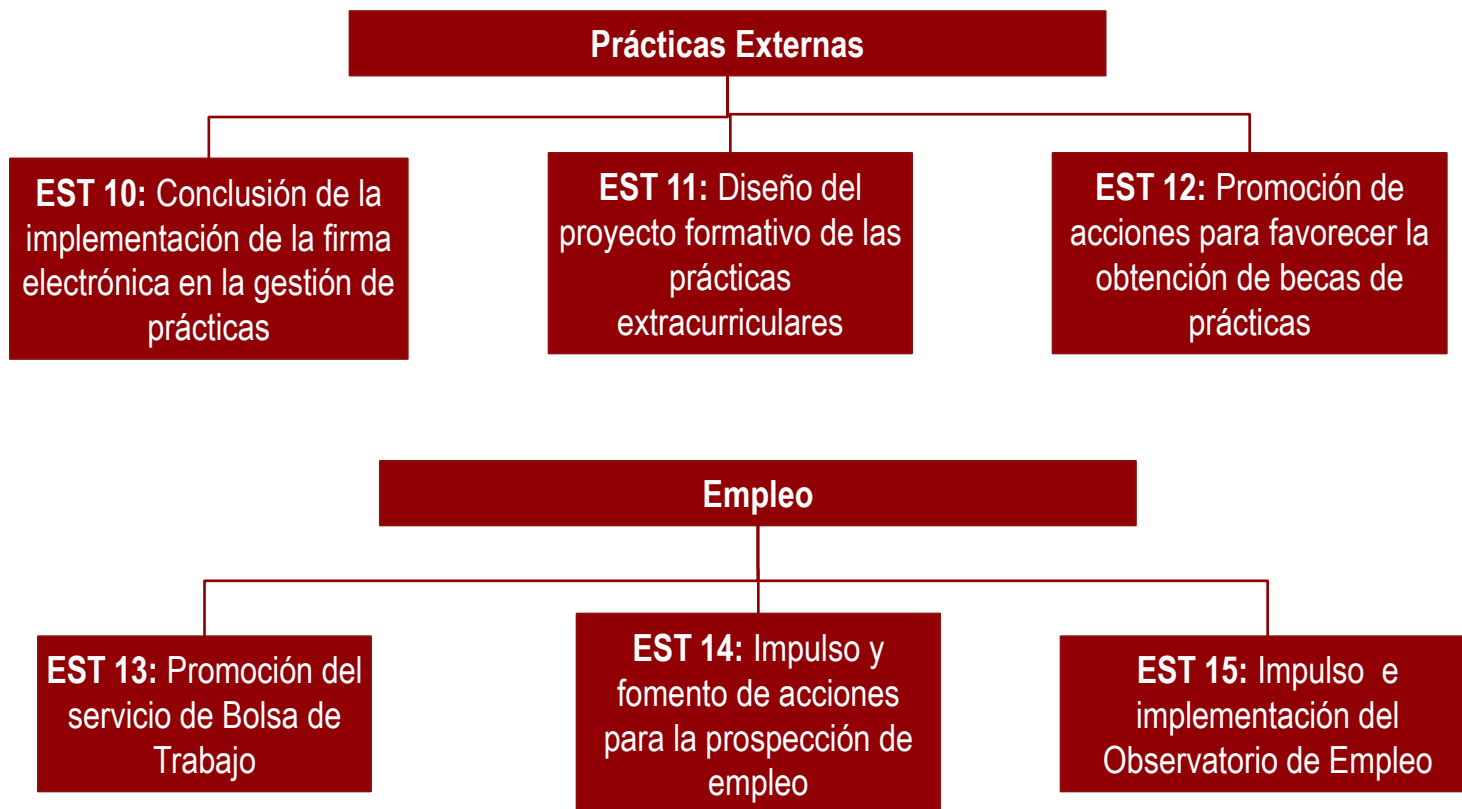 Prácticas Externas
EST 10: Conclusión de la
implementación de la firma
electrónica en la gestión de
prácticas
EST 11: Diseño del
proyecto formativo de las
prácticas
extracurriculares
EST 12: Promoción de
acciones para favorecer la
obtención de becas de
prácticas
Empleo
EST 13: Promoción del
servicio de Bolsa de
Trabajo
EST 14: Impulso y
fomento de acciones
para la prospección de
empleo
EST 15: Impulso  e
implementación del
Observatorio de Empleo